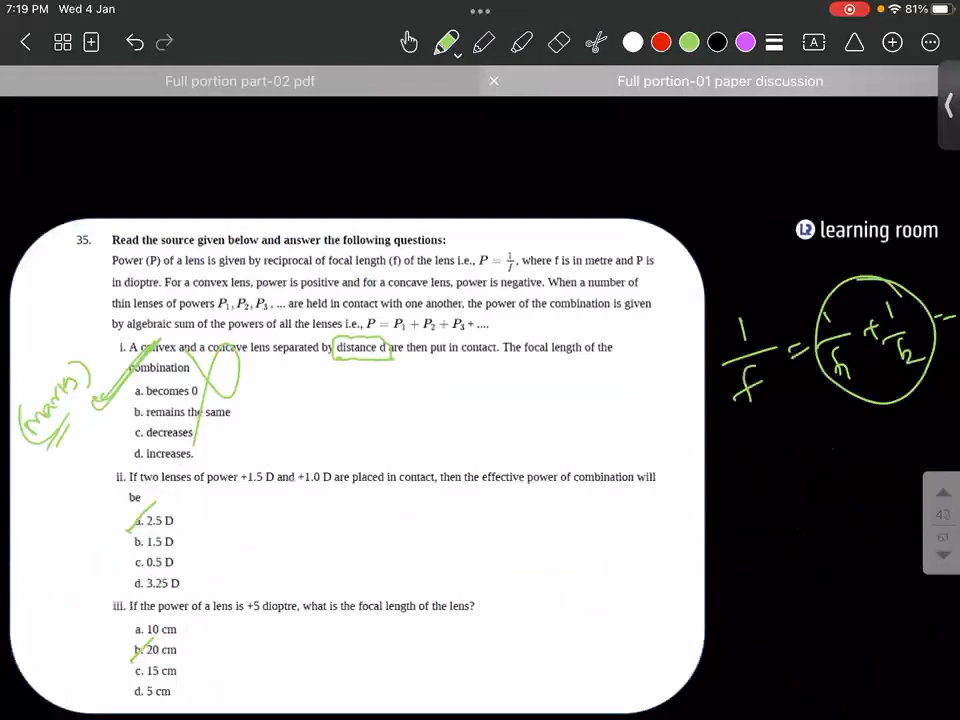 7:19 PM Wed 4 Jan
81%
A
Full portion part-02 pdf
Full portion-01 paper discussion
learning room
35. Read the source given below and answer the following questions:
Power (P) of a lens is given by reciprocal of focal length (f) of the lens i.e., P = 1/f, where f is in metre and P is
in dioptre. For a convex lens, power is positive and for a concave lens, power is negative. When a number of
thin lenses of powers P₁, P₂, P₃, ... are held in contact with one another, the power of the combination is given
by algebraic sum of the powers of all the lenses i.e., P = P₁ + P₂ + P₃ + ....
i. A convex and a concave lens separated by distance d are then put in contact. The focal length of the
combination
a. becomes 0
b. remains the same
c. decreases
d. increases.
(marks)
ii. If two lenses of power +1.5 D and +1.0 D are placed in contact, then the effective power of combination will
be
a. 2.5 D
b. 1.5 D
c. 0.5 D
d. 3.25 D
iii. If the power of a lens is +5 dioptre, what is the focal length of the lens?
a. 10 cm
b. 20 cm
c. 15 cm
d. 5 cm
1/f = 1/f₁ + 1/f₂ --
43
61